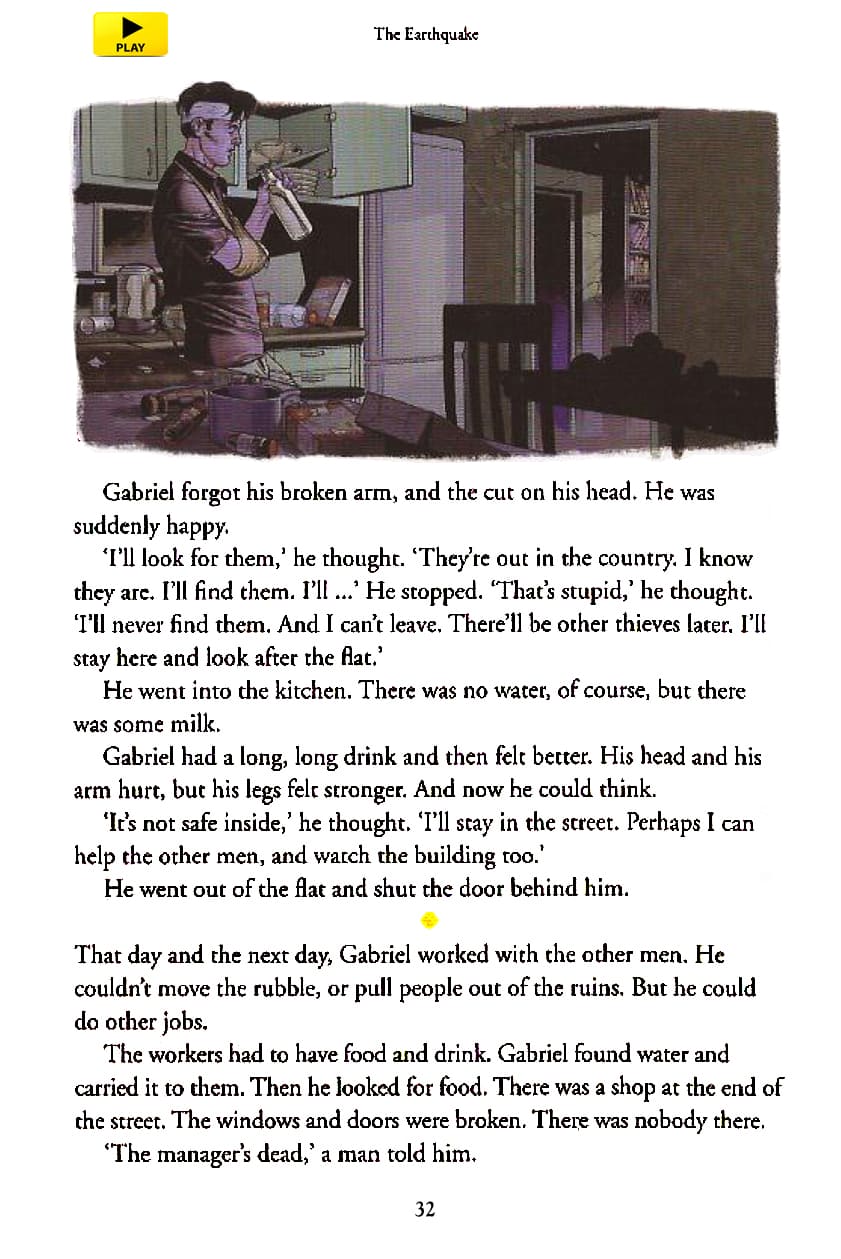 PLAY
The Earthquake
Gabriel forgot his broken arm, and the cut on his head. He was
suddenly happy.
‘I’ll look for them,’ he thought. ‘They’re out in the country. I know
they are. I’ll find them. I’ll ...’ He stopped. ‘That’s stupid,’ he thought.
‘I’ll never find them. And I can’t leave. There’ll be other thieves later. I’ll
stay here and look after the flat.’
He went into the kitchen. There was no water, of course, but there
was some milk.
Gabriel had a long, long drink and then felt better. His head and his
arm hurt, but his legs felt stronger. And now he could think.
‘It’s not safe inside,’ he thought. ‘I’ll stay in the street. Perhaps I can
help the other men, and watch the building too.’
He went out of the flat and shut the door behind him.
That day and the next day, Gabriel worked with the other men. He
couldn’t move the rubble, or pull people out of the ruins. But he could
do other jobs.
The workers had to have food and drink. Gabriel found water and
carried it to them. Then he looked for food. There was a shop at the end of
the street. The windows and doors were broken. There was nobody there.
‘The manager’s dead,’ a man told him.
32